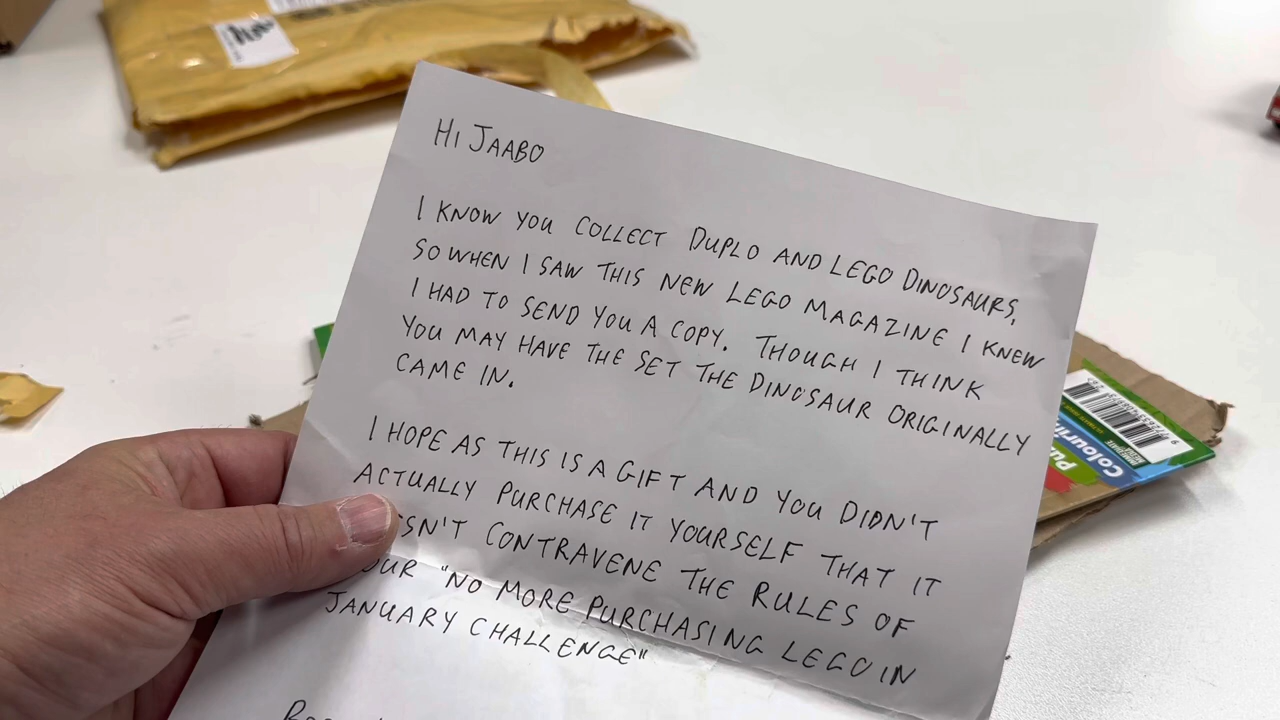 HI JAABO
I KNOW YOU COLLECT DUPLO AND LEGO DINOSAURS,
SO WHEN I SAW THIS NEW LEGO MAGAZINE I KNEW
I HAD TO SEND YOU A COPY. THOUGH I THINK
YOU MAY HAVE THE SET THE DINOSAUR ORIGINALLY
CAME IN.
I HOPE AS THIS IS A GIFT AND YOU DIDN'T
ACTUALLY PURCHASE IT YOURSELF THAT IT
CONTRAVENE THE RULES OF
"NO MORE PURCHASING LEGO IN
JANUARY CHALLENGE"
Colouri
Pu